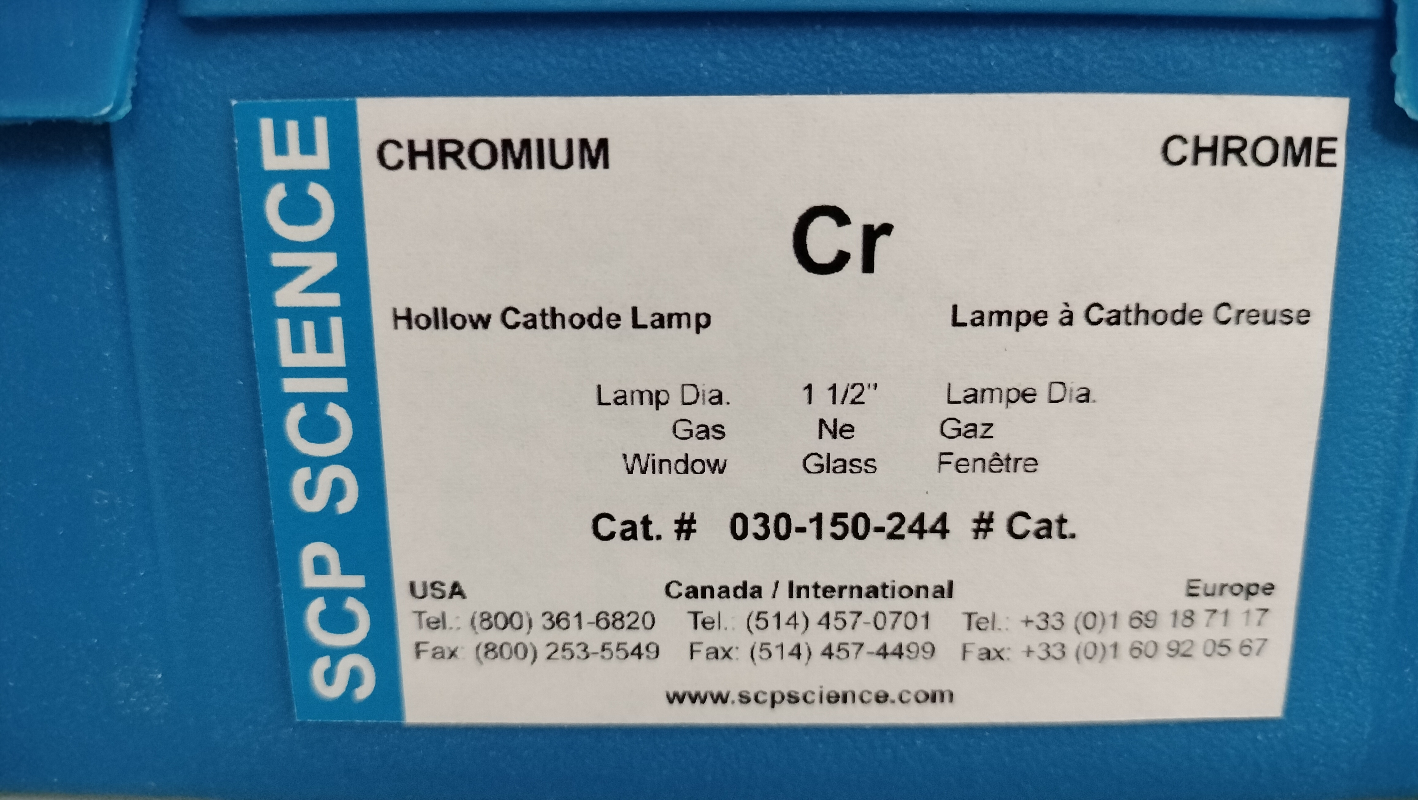 SCP SCIENCE
CHROMIUM CHROME
Cr
Hollow Cathode Lamp Lampe à Cathode Creuse
Lamp Dia. 1 1/2" Lampe Dia.
Gas Ne Gaz
Window Glass Fenêtre
Cat. # 030-150-244 # Cat.
USA Canada / International Europe
Tel.: (800) 361-6820 Tel.: (514) 457-0701 Tel.: +33 (0)1 69 18 71 17
Fax: (800) 253-5549 Fax: (514) 457-4499 Fax: +33 (0)1 60 92 05 67
www.scpscience.com